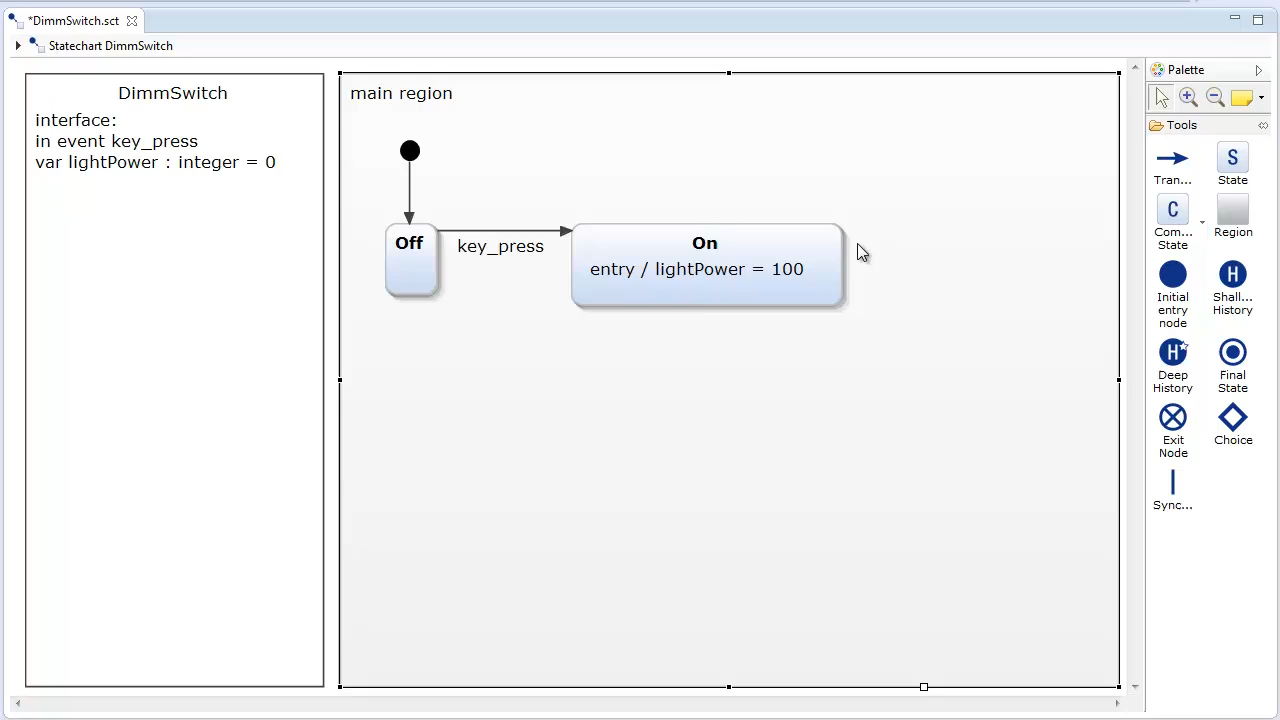 *DimmSwitch.sct
Statechart DimmSwitch
DimmSwitch
interface:
in event key_press
var lightPower : integer = 0
main region
Off
key_press
On
entry / lightPower = 100
Palette
Tools
Tran...
S
State
C
Com...
State
Region
Initial
entry
node
H
Shall...
History
H
Deep
History
Final
State
Exit
Node
Choice
Sync...